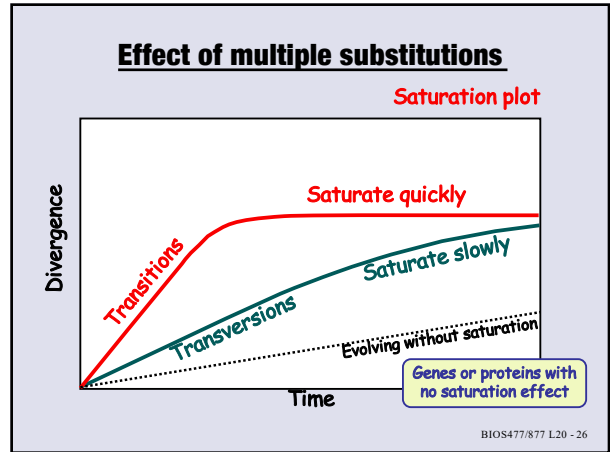 Effect of multiple substitutions
Saturation plot
Divergence
Saturate quickly
Transitions
Saturate slowly
Transversions
Evolving without saturation
Time
Genes or proteins with
no saturation effect
BIOS477/877 L20 - 26